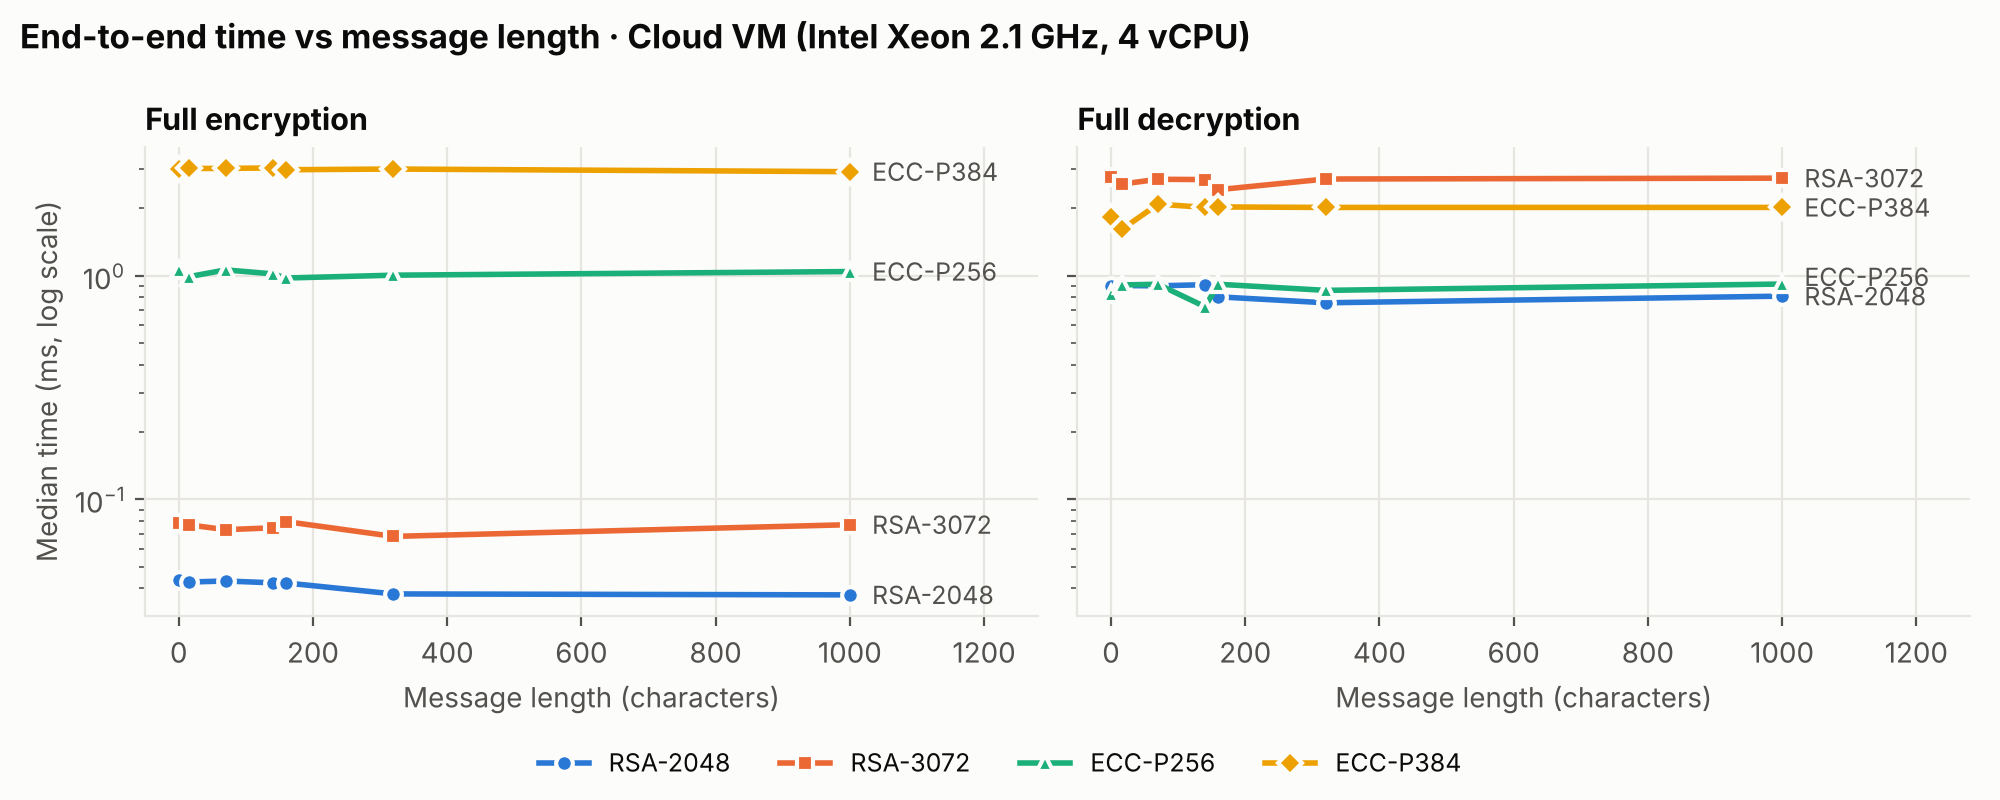 End-to-end time vs message length · Cloud VM (Intel Xeon 2.1 GHz, 4 vCPU)
Full encryption
Full decryption
Median time (ms, log scale)
10⁰
10⁻¹
ECC-P384
ECC-P256
RSA-3072
RSA-2048
0 200 400 600 800 1000 1200
Message length (characters)
RSA-3072
ECC-P384
ECC-P256
RSA-2048
0 200 400 600 800 1000 1200
Message length (characters)
RSA-2048 RSA-3072 ECC-P256 ECC-P384